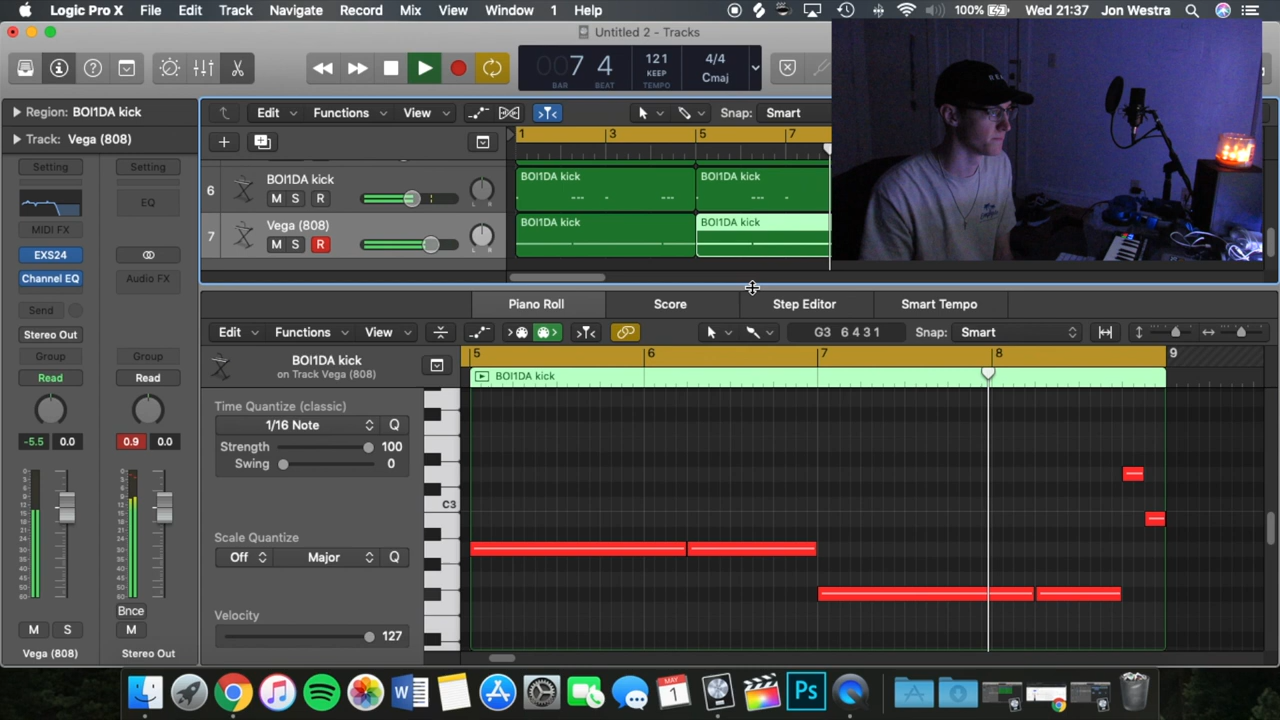 Logic Pro X File Edit Track Navigate Record Mix View Window 1 Help 100% Wed 21:37 Jon Westra
Untitled 2 - Tracks
007 4 121 4/4
BAR BEAT KEEP TEMPO Cmaj
Region: BOI1DA kick
Edit Functions View Snap: Smart
Track: Vega (808)
1 3 5 7
Setting Setting
EQ
MIDI FX
EXS24
Channel EQ Audio FX
Send
Stereo Out
Group Group
Read Read
-5.5 0.0 0.9 0.0
Bnce
M S M
Vega (808) Stereo Out
6 BOI1DA kick
M S R
L R
BOI1DA kick BOI1DA kick
7 Vega (808)
M S R
L R
BOI1DA kick BOI1DA kick
Piano Roll Score Step Editor Smart Tempo
Edit Functions View G3 6 4 3 1 Snap: Smart
BOI1DA kick
on Track Vega (808)
5 6 7 8 9
BOI1DA kick
Time Quantize (classic)
1/16 Note Q
Strength 100
Swing 0
C3
Scale Quantize
Off Major Q
Velocity
127
W MAY 1 Ps